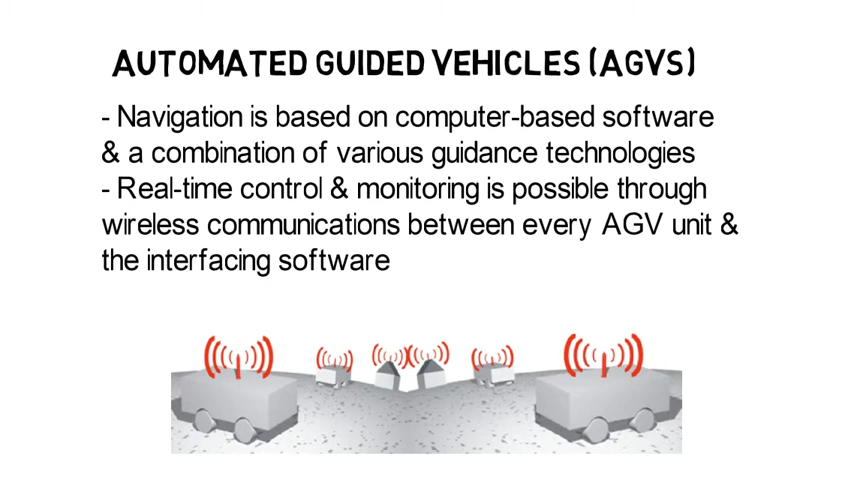 AUTOMATED GUIDED VEHICLES (AGVS)
- Navigation is based on computer-based software
& a combination of various guidance technologies
- Real-time control & monitoring is possible through
wireless communications between every AGV unit &
the interfacing software